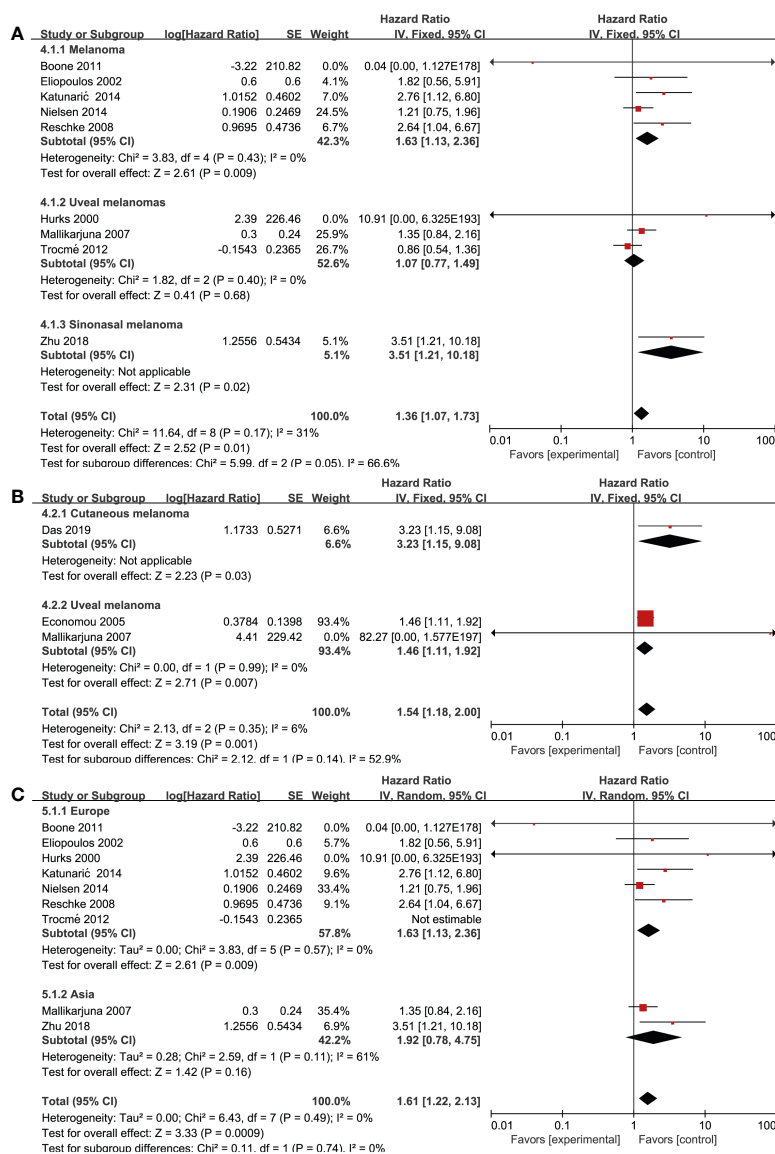 Hazard Ratio Hazard Ratio
A Study or Subgroup log[Hazard Ratio] SE Weight IV, Fixed, 95% CI IV, Fixed, 95% CI
4.1.1 Melanoma
Boone 2011 -3.22 210.82 0.0% 0.04 [0.00, 1.127E178]
Eliopoulos 2002 0.6 0.6 4.1% 1.82 [0.56, 5.91]
Katunarić 2014 1.0152 0.4602 7.0% 2.76 [1.12, 6.80]
Nielsen 2014 0.1906 0.2469 24.5% 1.21 [0.75, 1.96]
Reschke 2008 0.9695 0.4736 6.7% 2.64 [1.04, 6.67]
Subtotal (95% CI) 42.3% 1.63 [1.13, 2.36]
Heterogeneity: Chi² = 3.83, df = 4 (P = 0.43); I² = 0%
Test for overall effect: Z = 2.61 (P = 0.009)
4.1.2 Uveal melanomas
Hurks 2000 2.39 226.46 0.0% 10.91 [0.00, 6.325E193]
Mallikarjuna 2007 0.3 0.24 25.9% 1.35 [0.84, 2.16]
Trocmé 2012 -0.1543 0.2365 26.7% 0.86 [0.54, 1.36]
Subtotal (95% CI) 52.6% 1.07 [0.77, 1.49]
Heterogeneity: Chi² = 1.82, df = 2 (P = 0.40); I² = 0%
Test for overall effect: Z = 0.41 (P = 0.68)
4.1.3 Sinonasal melanoma
Zhu 2018 1.2556 0.5434 5.1% 3.51 [1.21, 10.18]
Subtotal (95% CI) 5.1% 3.51 [1.21, 10.18]
Heterogeneity: Not applicable
Test for overall effect: Z = 2.31 (P = 0.02)
Total (95% CI) 100.0% 1.36 [1.07, 1.73]
Heterogeneity: Chi² = 11.64, df = 8 (P = 0.17); I² = 31%
Test for overall effect: Z = 2.52 (P = 0.01)
Test for subgroup differences: Chi² = 5.99, df = 2 (P = 0.05), I² = 66.6%
0.01 0.1 1 10 100
Favors [experimental] Favors [control]
Hazard Ratio Hazard Ratio
B Study or Subgroup log[Hazard Ratio] SE Weight IV, Fixed, 95% CI IV, Fixed, 95% CI
4.2.1 Cutaneous melanoma
Das 2019 1.1733 0.5271 6.6% 3.23 [1.15, 9.08]
Subtotal (95% CI) 6.6% 3.23 [1.15, 9.08]
Heterogeneity: Not applicable
Test for overall effect: Z = 2.23 (P = 0.03)
4.2.2 Uveal melanoma
Economou 2005 0.3784 0.1398 93.4% 1.46 [1.11, 1.92]
Mallikarjuna 2007 4.41 229.42 0.0% 82.27 [0.00, 1.577E197]
Subtotal (95% CI) 93.4% 1.46 [1.11, 1.92]
Heterogeneity: Chi² = 0.00, df = 1 (P = 0.99); I² = 0%
Test for overall effect: Z = 2.71 (P = 0.007)
Total (95% CI) 100.0% 1.54 [1.18, 2.00]
Heterogeneity: Chi² = 2.13, df = 2 (P = 0.35); I² = 6%
Test for overall effect: Z = 3.19 (P = 0.001)
Test for subgroup differences: Chi² = 2.12, df = 1 (P = 0.14), I² = 52.9%
0.01 0.1 1 10 100
Favors [experimental] Favors [control]
Hazard Ratio Hazard Ratio
C Study or Subgroup log[Hazard Ratio] SE Weight IV, Random, 95% CI IV, Random, 95% CI
5.1.1 Europe
Boone 2011 -3.22 210.82 0.0% 0.04 [0.00, 1.127E178]
Eliopoulos 2002 0.6 0.6 5.7% 1.82 [0.56, 5.91]
Hurks 2000 2.39 226.46 0.0% 10.91 [0.00, 6.325E193]
Katunarić 2014 1.0152 0.4602 9.6% 2.76 [1.12, 6.80]
Nielsen 2014 0.1906 0.2469 33.4% 1.21 [0.75, 1.96]
Reschke 2008 0.9695 0.4736 9.1% 2.64 [1.04, 6.67]
Trocmé 2012 -0.1543 0.2365 Not estimable
Subtotal (95% CI) 57.8% 1.63 [1.13, 2.36]
Heterogeneity: Tau² = 0.00; Chi² = 3.83, df = 5 (P = 0.57); I² = 0%
Test for overall effect: Z = 2.61 (P = 0.009)
5.1.2 Asia
Mallikarjuna 2007 0.3 0.24 35.4% 1.35 [0.84, 2.16]
Zhu 2018 1.2556 0.5434 6.9% 3.51 [1.21, 10.18]
Subtotal (95% CI) 42.2% 1.92 [0.78, 4.75]
Heterogeneity: Tau² = 0.28; Chi² = 2.59, df = 1 (P = 0.11); I² = 61%
Test for overall effect: Z = 1.42 (P = 0.16)
Total (95% CI) 100.0% 1.61 [1.22, 2.13]
Heterogeneity: Tau² = 0.00; Chi² = 6.43, df = 7 (P = 0.49); I² = 0%
Test for overall effect: Z = 3.33 (P = 0.0009)
Test for subgroup differences: Chi² = 0.11, df = 1 (P = 0.74), I² = 0%
0.01 0.1 1 10 100
Favors [experimental] Favors [control]